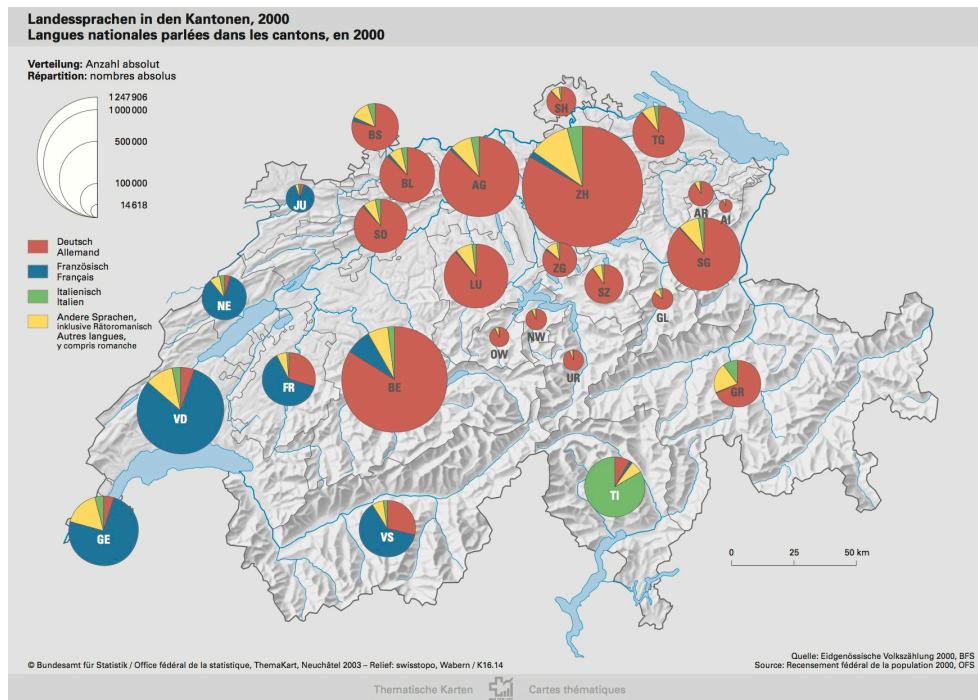 Landessprachen in den Kantonen, 2000
Langues nationales parlées dans les cantons, en 2000
Verteilung: Anzahl absolut
Répartition: nombres absolus
1 247 906
1 000 000
500 000
100 000
14 618
Deutsch
Allemand
Französisch
Français
Italienisch
Italien
Andere Sprachen,
inklusive Rätoromanisch
Autres langues,
y compris romanche
SH
BS
TG
BL
AG
ZH
JU
AR
AI
SO
SG
ZG
LU
SZ
NE
GL
NW
OW
UR
FR
BE
GR
VD
TI
GE
VS
0 25 50 km
© Bundesamt für Statistik / Office fédéral de la statistique, ThemaKart, Neuchâtel 2003 – Relief: swisstopo, Wabern / K16.14
Quelle: Eidgenössische Volkszählung 2000, BFS
Source: Recensement fédéral de la population 2000, OFS
Thematische Karten Cartes thématiques